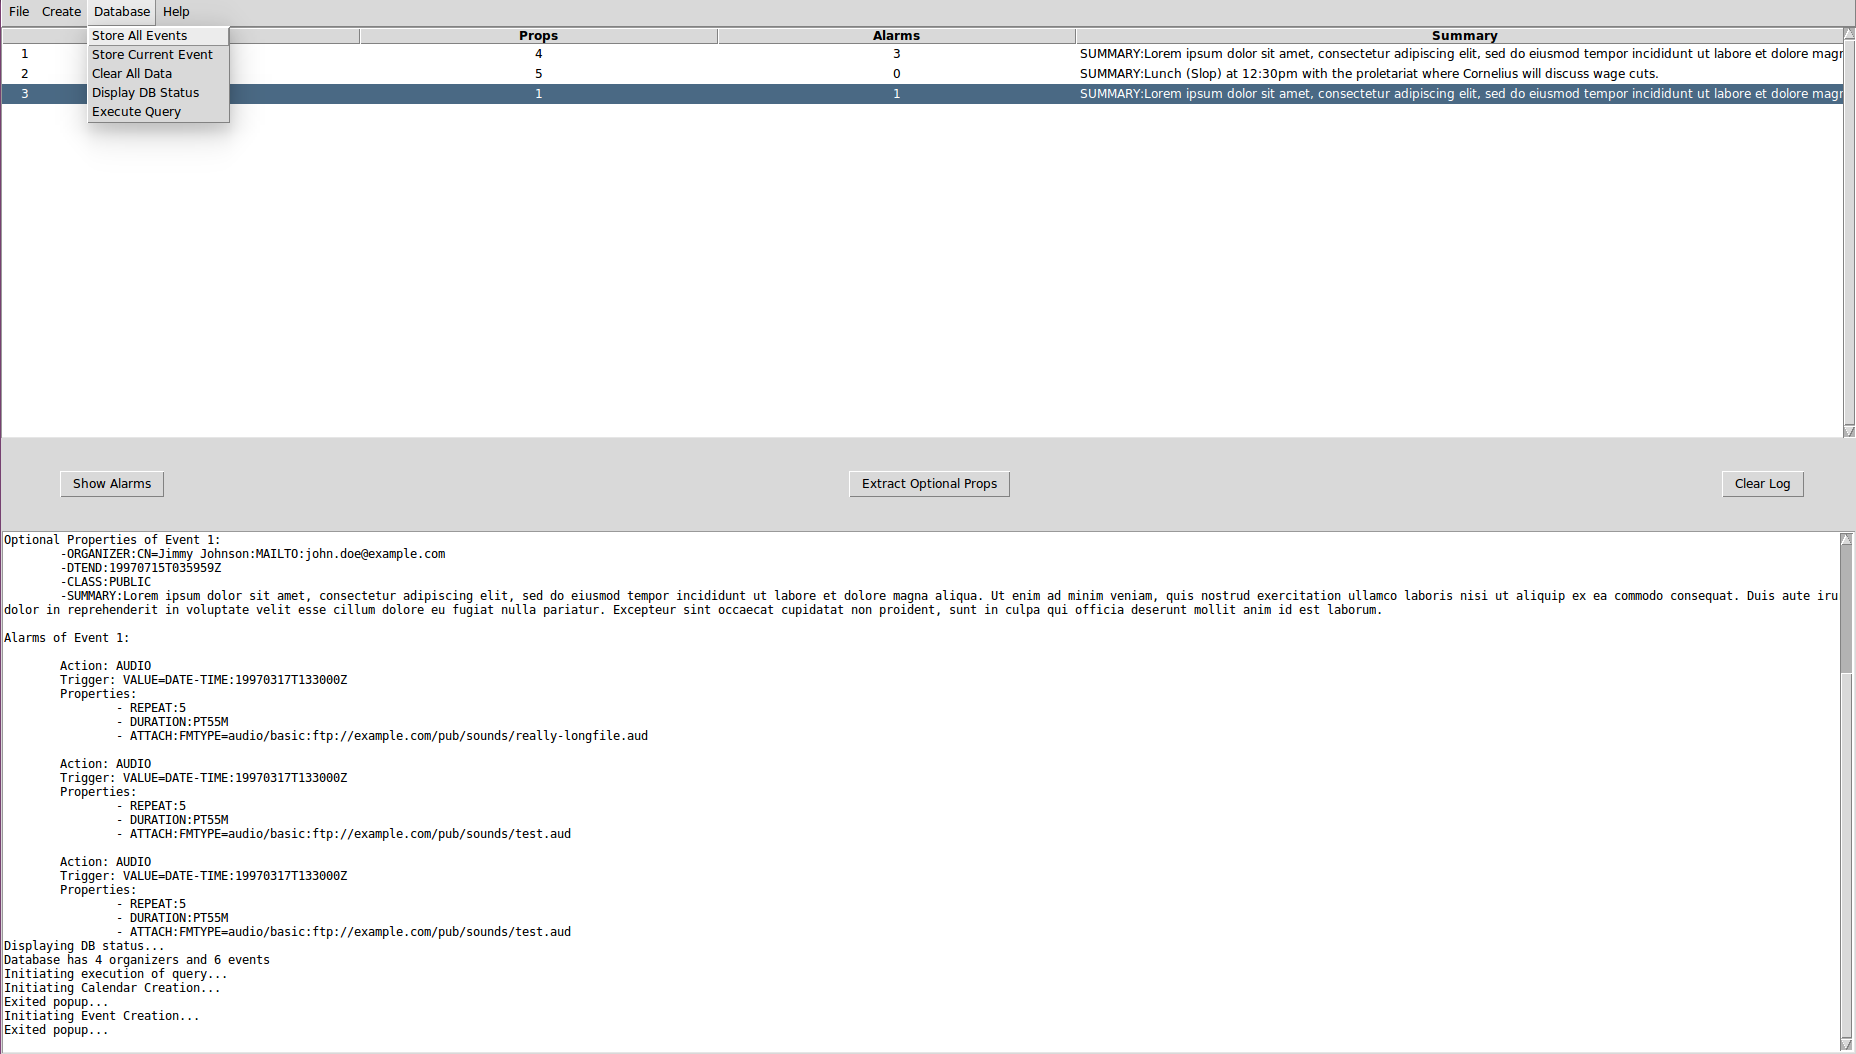 File Create Database Help
Store All Events
Store Current Event
Clear All Data
Display DB Status
Execute Query
Props Alarms Summary
1 4 3 SUMMARY:Lorem ipsum dolor sit amet, consectetur adipiscing elit, sed do eiusmod tempor incididunt ut labore et dolore magr
2 5 0 SUMMARY:Lunch (Slop) at 12:30pm with the proletariat where Cornelius will discuss wage cuts.
3 1 1 SUMMARY:Lorem ipsum dolor sit amet, consectetur adipiscing elit, sed do eiusmod tempor incididunt ut labore et dolore magr
Show Alarms Extract Optional Props Clear Log
Optional Properties of Event 1:
-ORGANIZER:CN=Jimmy Johnson:MAILTO:john.doe@example.com
-DTEND:19970715T035959Z
-CLASS:PUBLIC
-SUMMARY:Lorem ipsum dolor sit amet, consectetur adipiscing elit, sed do eiusmod tempor incididunt ut labore et dolore magna aliqua. Ut enim ad minim veniam, quis nostrud exercitation ullamco laboris nisi ut aliquip ex ea commodo consequat. Duis aute iru
dolor in reprehenderit in voluptate velit esse cillum dolore eu fugiat nulla pariatur. Excepteur sint occaecat cupidatat non proident, sunt in culpa qui officia deserunt mollit anim id est laborum.
Alarms of Event 1:
Action: AUDIO
Trigger: VALUE=DATE-TIME:19970317T133000Z
Properties:
- REPEAT:5
- DURATION:PT55M
- ATTACH:FMTYPE=audio/basic:ftp://example.com/pub/sounds/really-longfile.aud
Action: AUDIO
Trigger: VALUE=DATE-TIME:19970317T133000Z
Properties:
- REPEAT:5
- DURATION:PT55M
- ATTACH:FMTYPE=audio/basic:ftp://example.com/pub/sounds/test.aud
Action: AUDIO
Trigger: VALUE=DATE-TIME:19970317T133000Z
Properties:
- REPEAT:5
- DURATION:PT55M
- ATTACH:FMTYPE=audio/basic:ftp://example.com/pub/sounds/test.aud
Displaying DB status...
Database has 4 organizers and 6 events
Initiating execution of query...
Initiating Calendar Creation...
Exited popup...
Initiating Event Creation...
Exited popup...